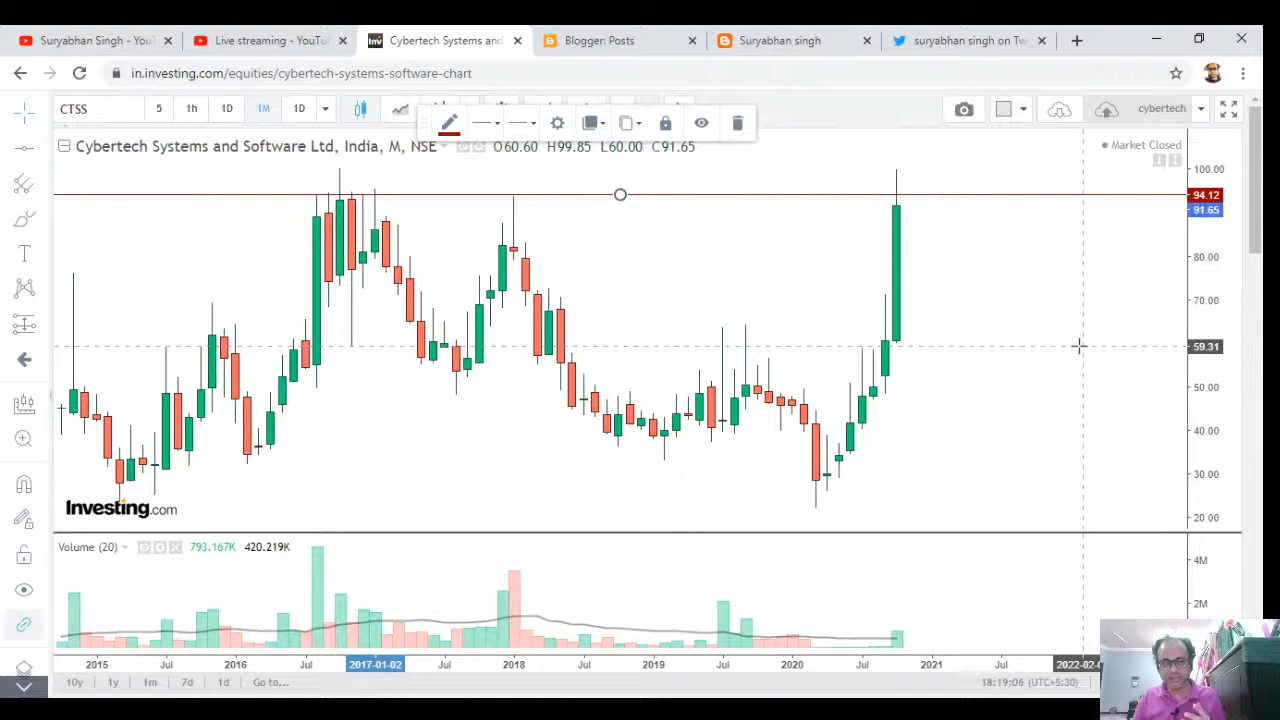 Suryabhan Singh - YouT
Live streaming - YouTu
Cybertech Systems and
Blogger: Posts
Suryabhan singh
suryabhan singh on Tw
in.investing.com/equities/cybertech-systems-software-chart
CTSS 5 1h 1D 1M 1D
cybertech
Cybertech Systems and Software Ltd, India, M, NSE O60.60 H99.85 L60.00 C91.65
Market Closed
100.00
94.12
91.65
80.00
70.00
59.31
50.00
40.00
30.00
20.00
Investing.com
Volume (20) 793.167K 420.219K
4M
2M
2015 Jul 2016 Jul 2017-01-02 Jul 2018 Jul 2019 Jul 2020 Jul 2021 Jul 2022-02-0
10y 1y 1m 7d 1d Go to... 18:19:06 (UTC+5:30)